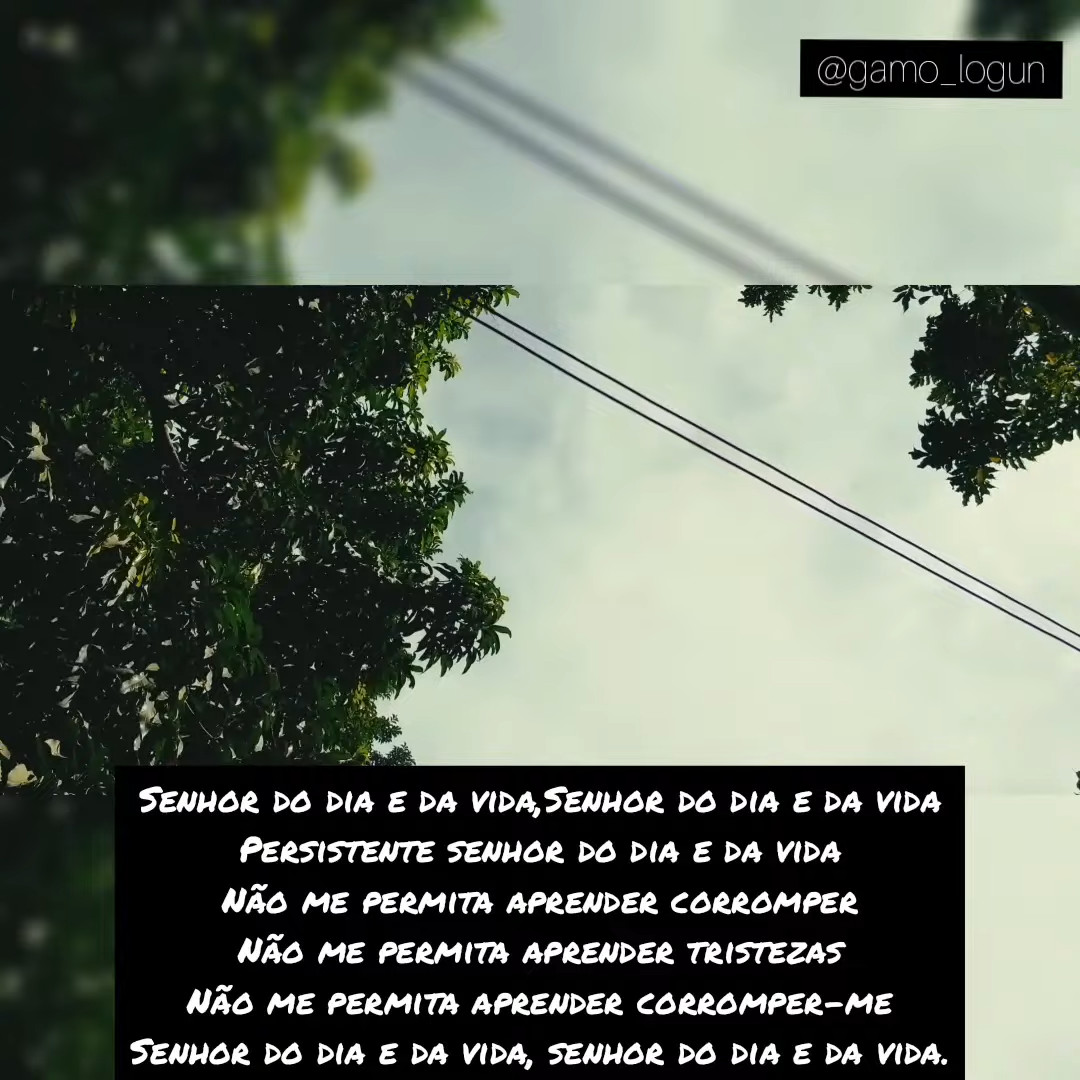 @gamo_logun
Senhor do dia e da vida,Senhor do dia e da vida
Persistente senhor do dia e da vida
Não me permita aprender corromper
Não me permita aprender tristezas
Não me permita aprender corromper-me
Senhor do dia e da vida, senhor do dia e da vida.